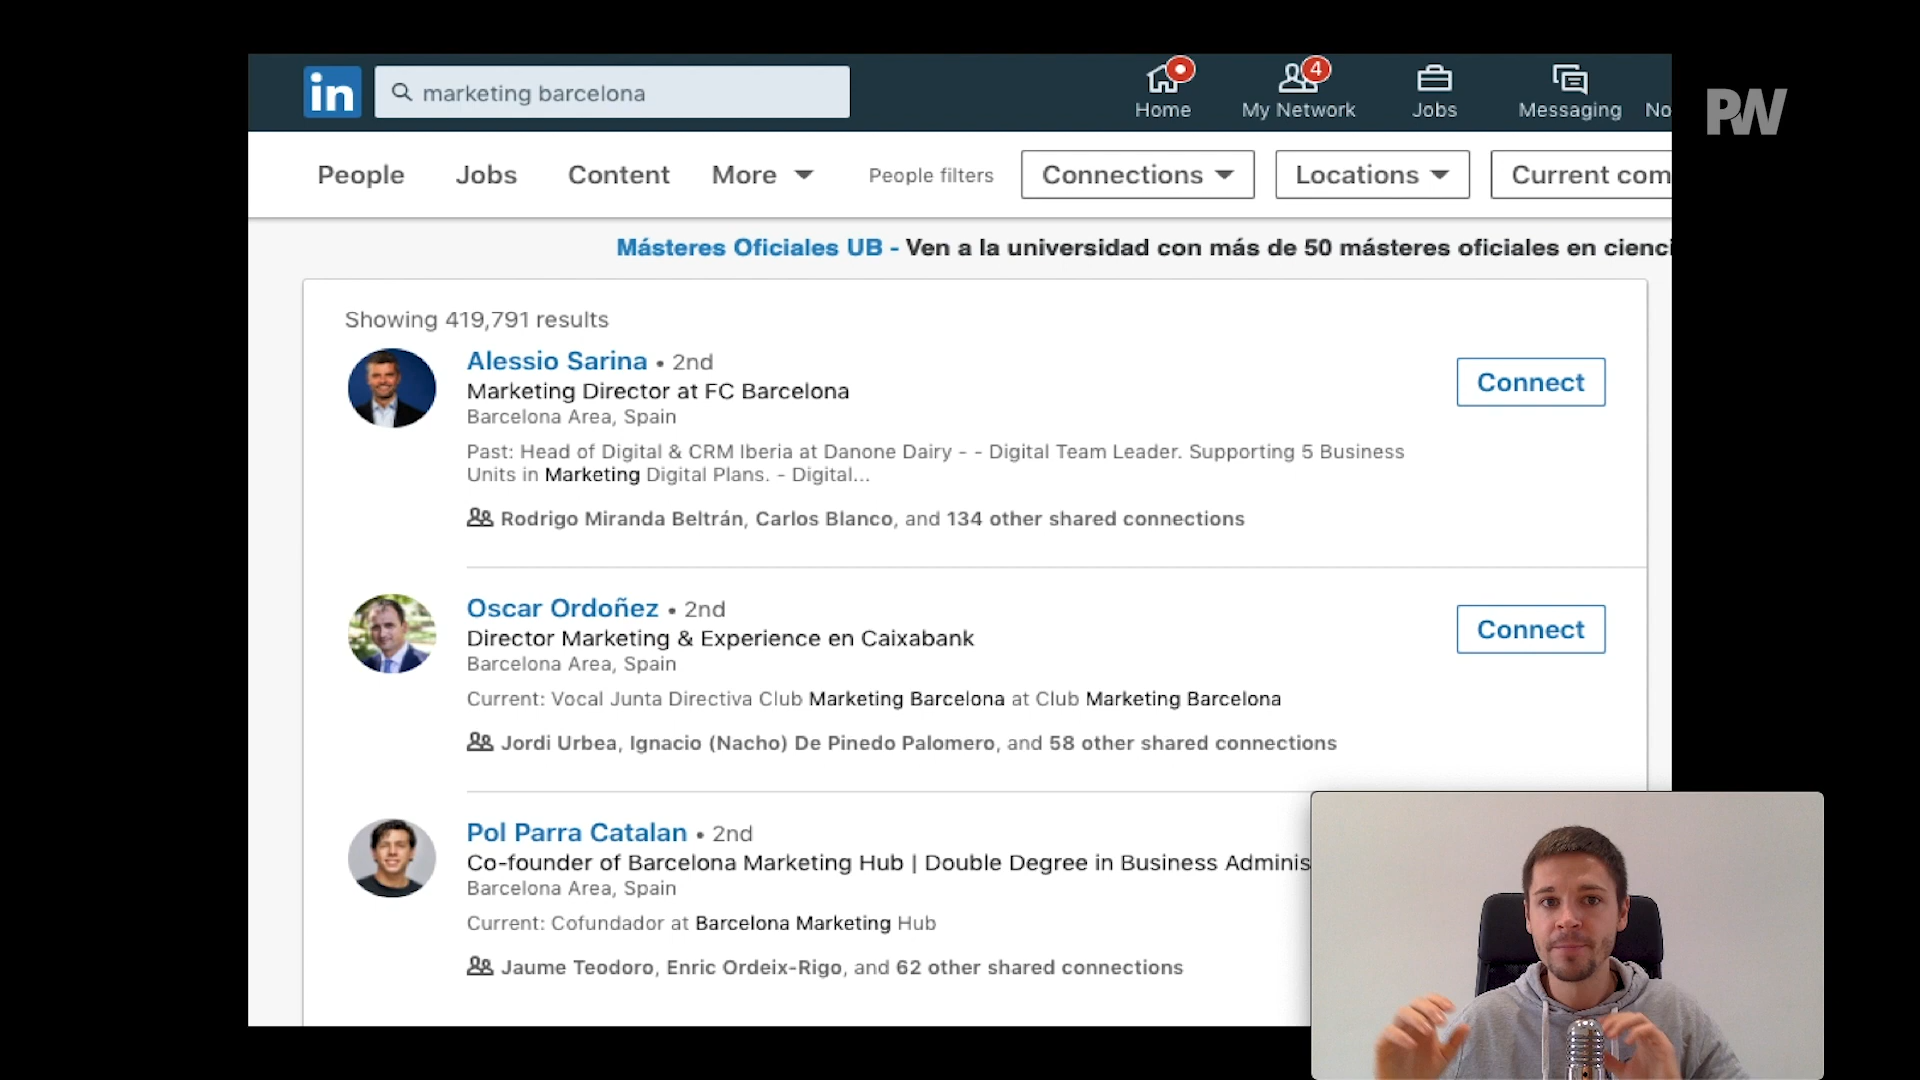 in
marketing barcelona
4
Home
My Network
Jobs
Messaging
No
PW
People
Jobs
Content
More
People filters
Connections
Locations
Current com
Másteres Oficiales UB - Ven a la universidad con más de 50 másteres oficiales en cienci
Showing 419,791 results
Alessio Sarina • 2nd
Marketing Director at FC Barcelona
Barcelona Area, Spain
Connect
Past: Head of Digital & CRM Iberia at Danone Dairy - - Digital Team Leader. Supporting 5 Business
Units in Marketing Digital Plans. - Digital...
Rodrigo Miranda Beltrán, Carlos Blanco, and 134 other shared connections
Oscar Ordoñez • 2nd
Director Marketing & Experience en Caixabank
Barcelona Area, Spain
Connect
Current: Vocal Junta Directiva Club Marketing Barcelona at Club Marketing Barcelona
Jordi Urbea, Ignacio (Nacho) De Pinedo Palomero, and 58 other shared connections
Pol Parra Catalan • 2nd
Co-founder of Barcelona Marketing Hub | Double Degree in Business Adminis
Barcelona Area, Spain
Current: Cofundador at Barcelona Marketing Hub
Jaume Teodoro, Enric Ordeix-Rigo, and 62 other shared connections